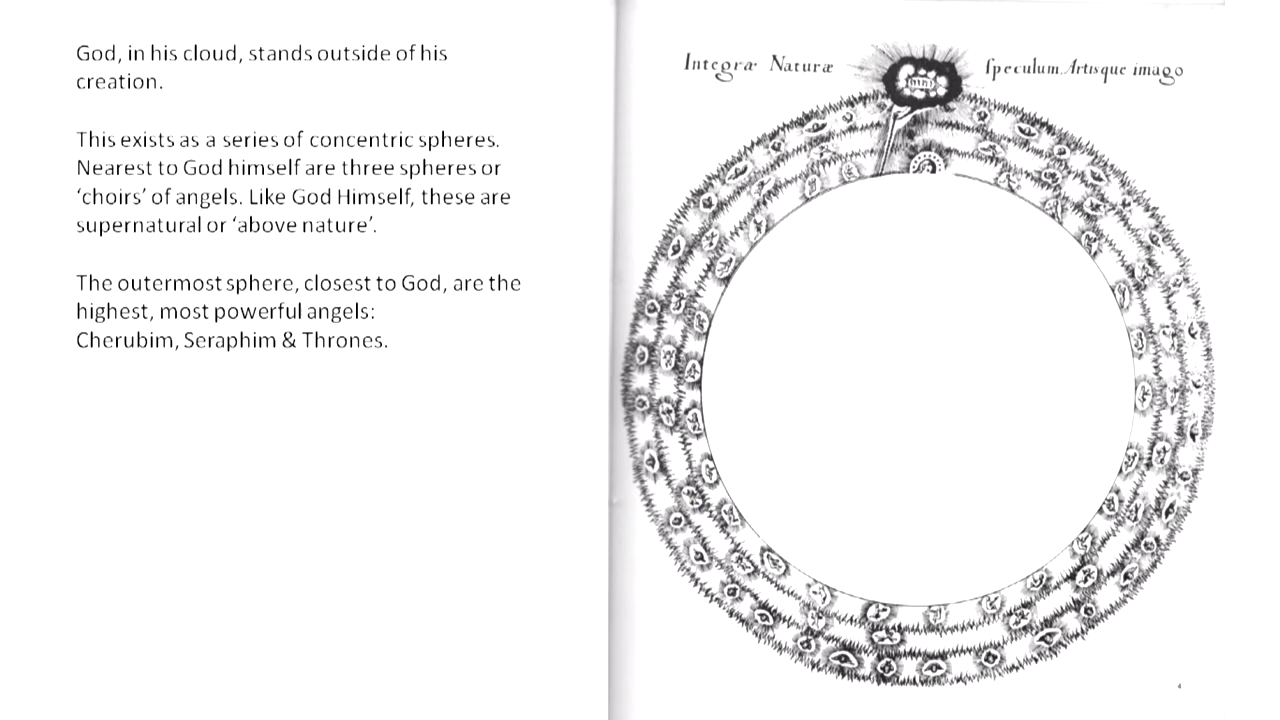 God, in his cloud, stands outside of his
creation.
This exists as a series of concentric spheres.
Nearest to God himself are three spheres or
‘choirs’ of angels. Like God Himself, these are
supernatural or ‘above nature’.
The outermost sphere, closest to God, are the
highest, most powerful angels:
Cherubim, Seraphim & Thrones.
Integræ Naturæ speculum Artisque imago
4